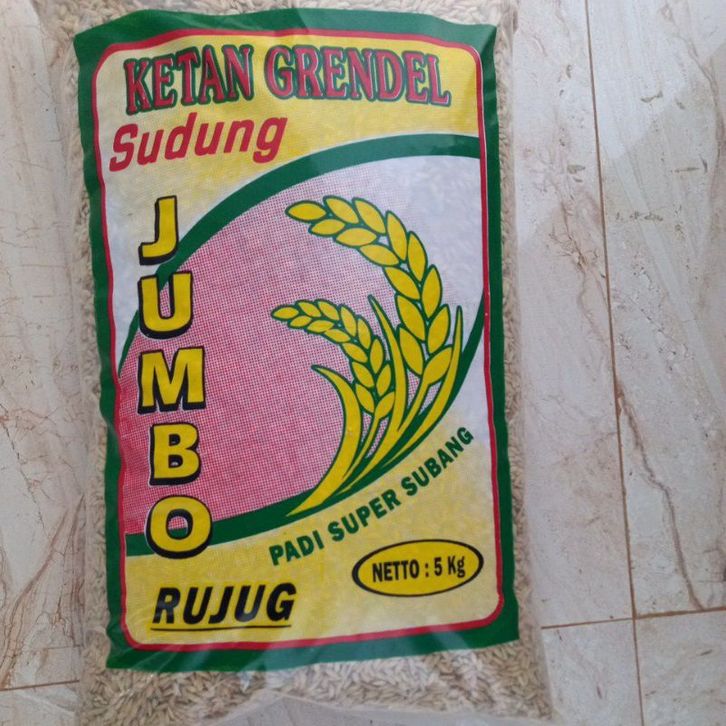 KETAN GRENDEL
Sudung
JUMBO
PADI SUPER SUBANG
NETTO : 5 Kg
RUJUG